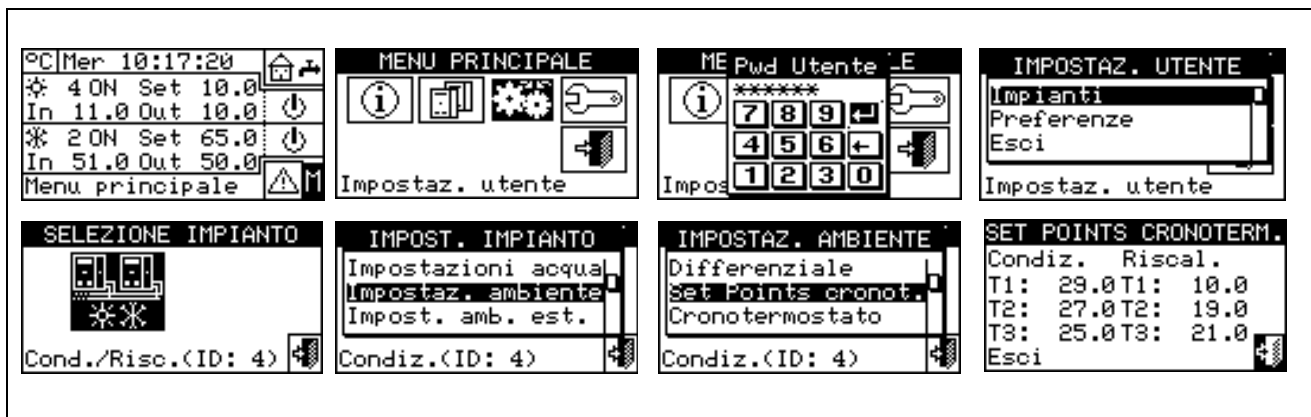 °C Mer 10:17:20
4 ON Set 10.0
In 11.0 Out 10.0
2 ON Set 65.0
In 51.0 Out 50.0
Menu principale M
MENU PRINCIPALE
i
Impostaz. utente
ME Pwd Utente LE
i ******
7 8 9
4 5 6 ←
Impos 1 2 3 0
IMPOSTAZ. UTENTE
Impianti
Preferenze
Esci
Impostaz. utente
SELEZIONE IMPIANTO
Cond./Risc.(ID: 4)
IMPOST. IMPIANTO
Impostazioni acqua
Impostaz. ambiente
Impost. amb. est.
Condiz.(ID: 4)
IMPOSTAZ. AMBIENTE
Differenziale
Set Points cronot.
Cronotermostato
Condiz.(ID: 4)
SET POINTS CRONOTERM.
Condiz. Riscal.
T1: 29.0 T1: 10.0
T2: 27.0 T2: 19.0
T3: 25.0 T3: 21.0
Esci